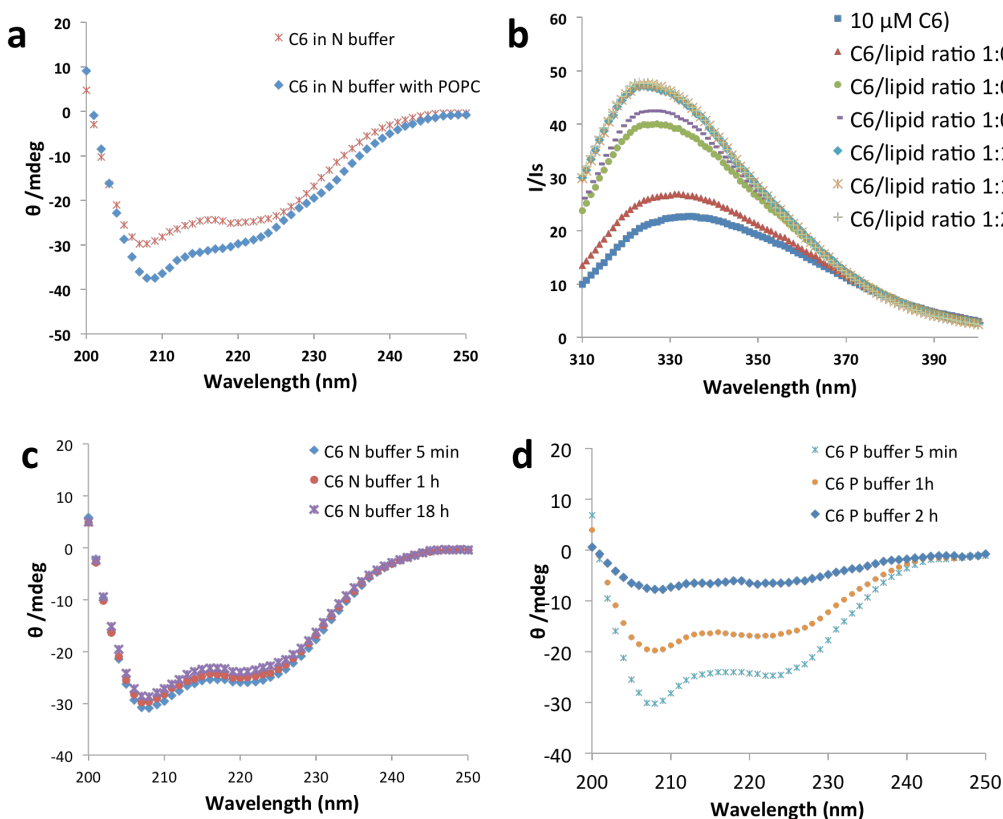 a
20
10
0
-10
-20
-30
-40
-50
θ /mdeg
C6 in N buffer
C6 in N buffer with POPC
200
210
220
230
240
250
Wavelength (nm)
b
60
50
40
30
20
10
0
I/Is
10 μM C6)
C6/lipid ratio 1:0
C6/lipid ratio 1:0
C6/lipid ratio 1:0
C6/lipid ratio 1:1
C6/lipid ratio 1:1
C6/lipid ratio 1:2
310
330
350
370
390
Wavelength (nm)
c
20
10
0
-10
-20
-30
-40
θ /mdeg
C6 N buffer 5 min
C6 N buffer 1 h
C6 N buffer 18 h
200
210
220
230
240
250
Wavelength (nm)
d
20
10
0
-10
-20
-30
-40
θ /mdeg
C6 P buffer 5 min
C6 P buffer 1h
C6 P buffer 2 h
200
210
220
230
240
250
Wavelength (nm)